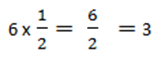 6 x 1/2 = 6/2 = 3